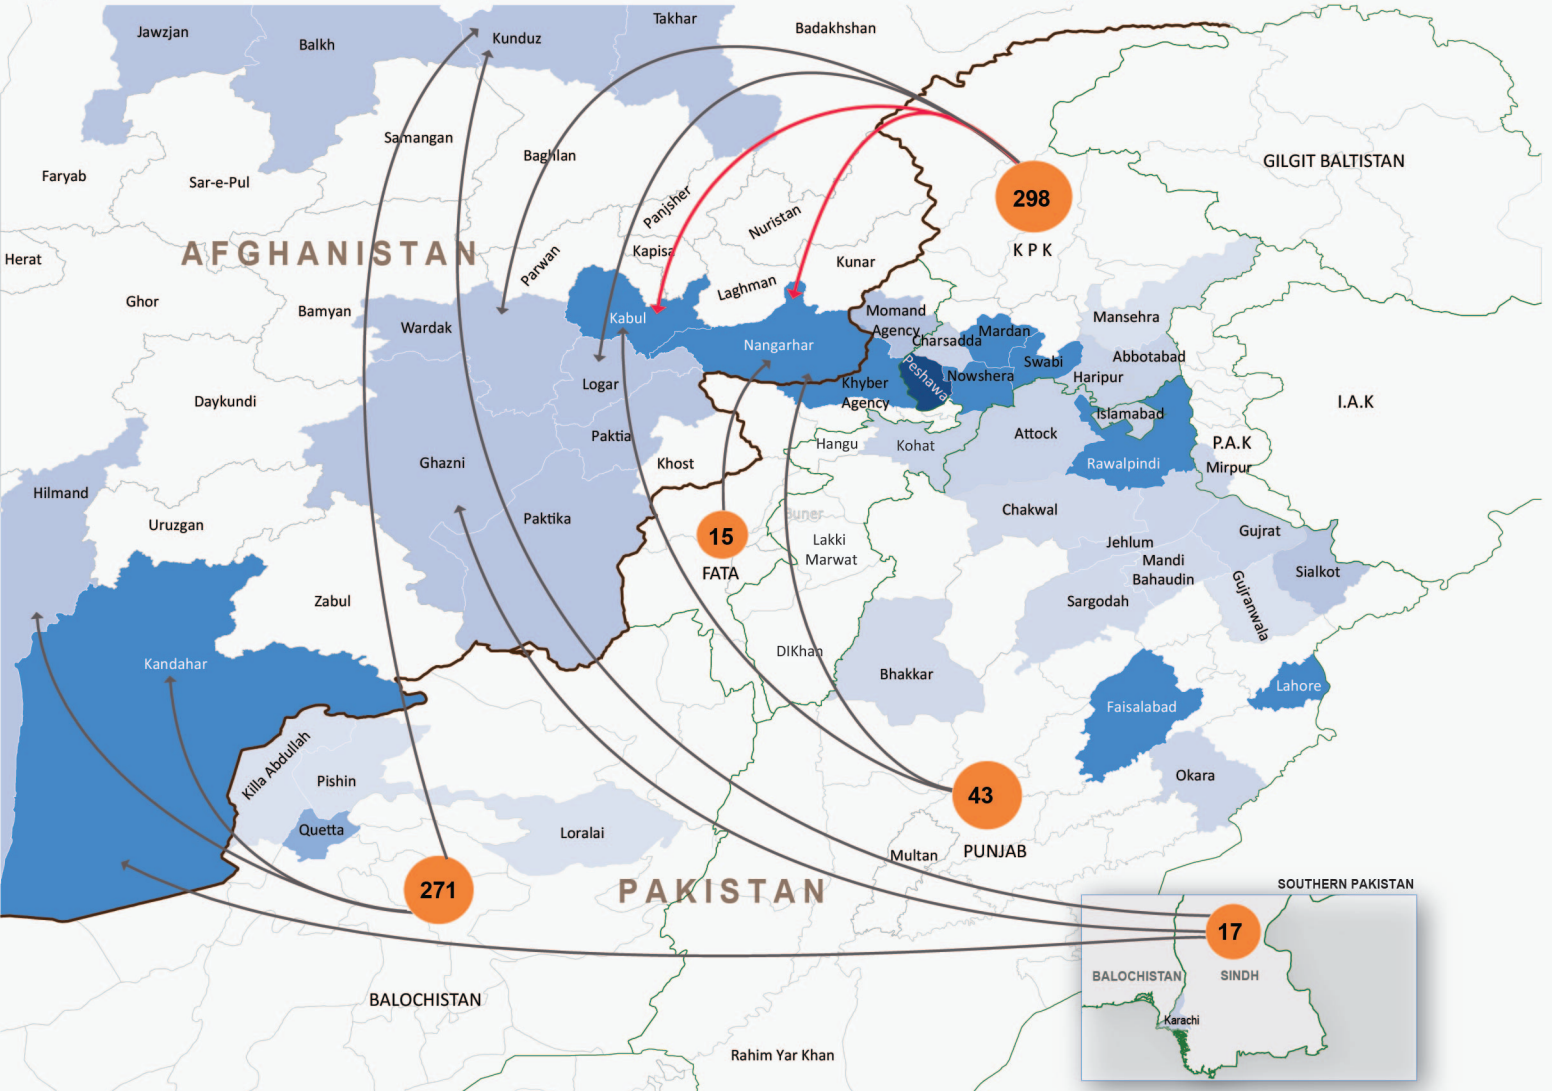 Jawzjan
Balkh
Kunduz
Takhar
Badakhshan
Samangan
Baghlan
Faryab
Sar-e-Pul
GILGIT BALTISTAN
298
KPK
Panjsher
Nuristan
AFGHANISTAN
Parwan
Kapisa
Kunar
Herat
Laghman
Ghor
Bamyan
Wardak
Kabul
Nangarhar
Momand
Agency
Charsadda
Mardan
Mansehra
Abbotabad
Swabi
Haripur
Peshawa
Nowshera
Khyber
Agency
Logar
Daykundi
I.A.K
Islamabad
Attock
Paktia
Hangu
Kohat
P.A.K
Mirpur
Rawalpindi
Ghazni
Khost
Hilmand
Uruzgan
Paktika
Buner
Chakwal
15
FATA
Lakki
Marwat
Gujrat
Jehlum
Mandi
Bahaudin
Sialkot
Zabul
Sargodah
Gujranwala
Kandahar
DIKhan
Bhakkar
Lahore
Faisalabad
Killa Abdullah
Pishin
Okara
43
PUNJAB
Quetta
Loralai
Multan
271
PAKISTAN
SOUTHERN PAKISTAN
17
BALOCHISTAN
SINDH
Karachi
BALOCHISTAN
Rahim Yar Khan